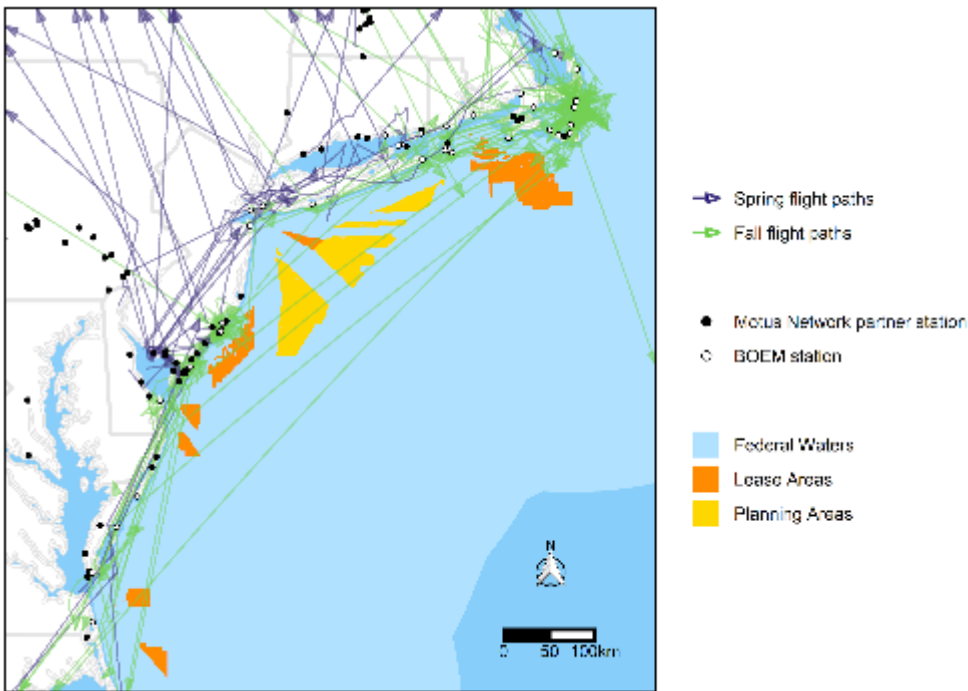 Spring flight paths
Fall flight paths
Motus Network partner station
BOEM station
Federal Waters
Lease Areas
Planning Areas
N
0 50 100km